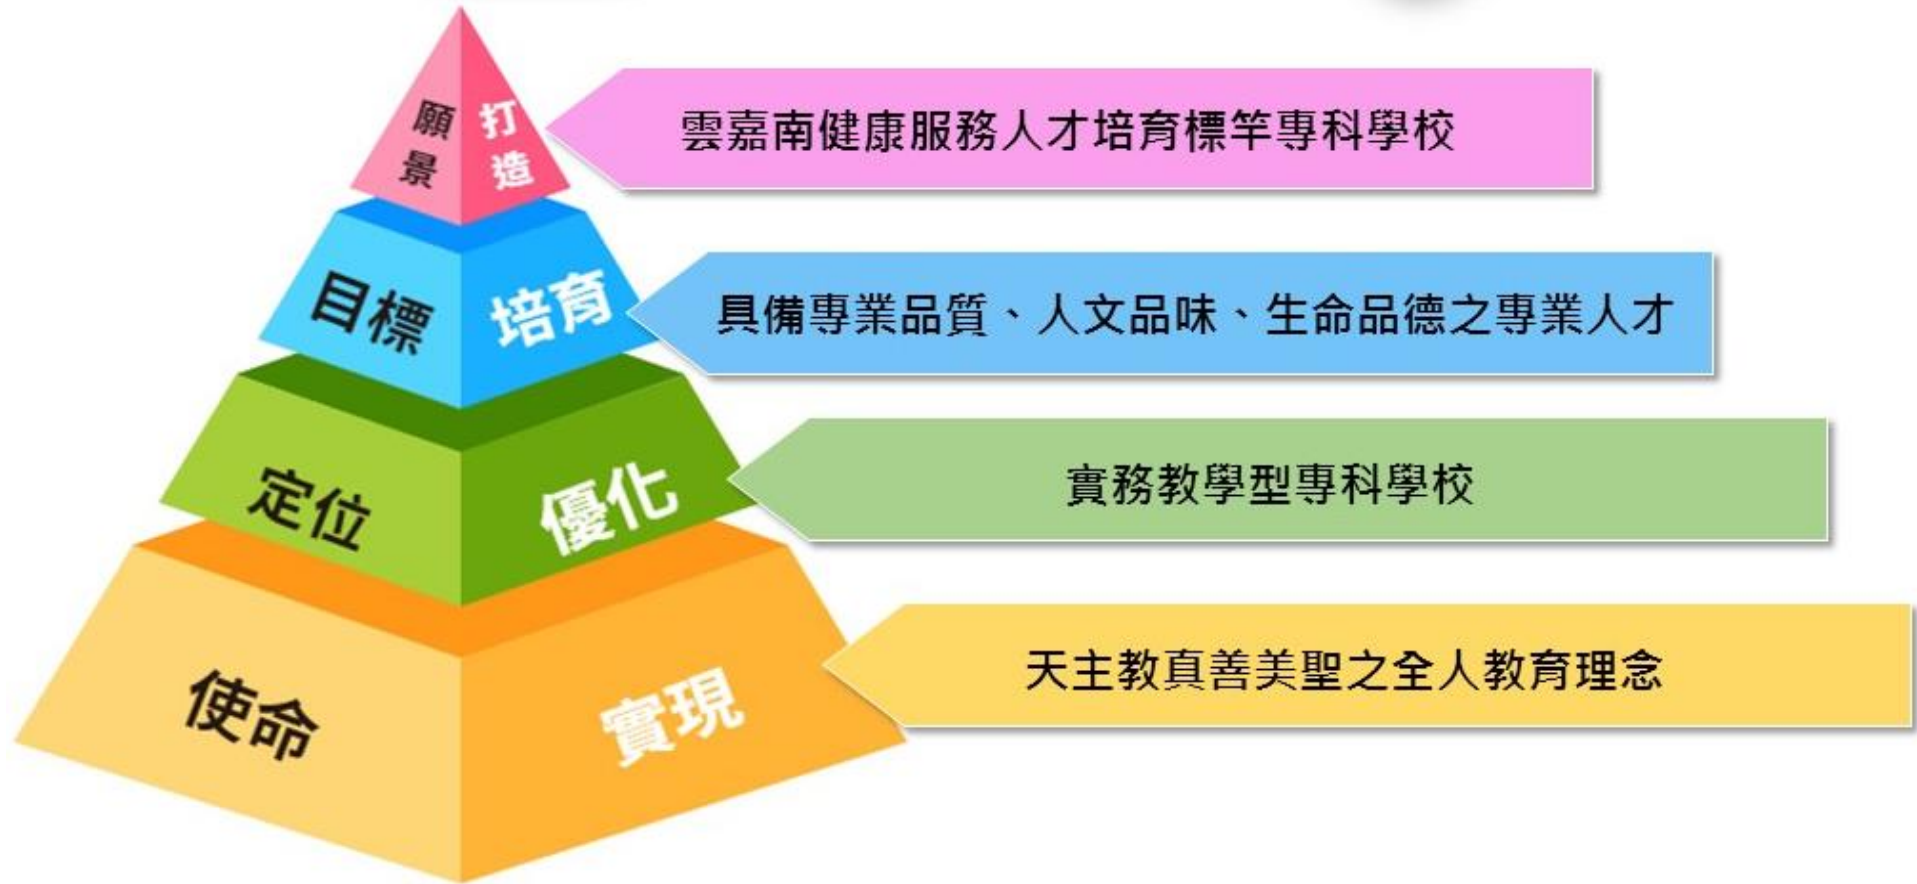 願景
打造
雲嘉南健康服務人才培育標竿專科學校
目標
培育
具備專業品質、人文品味、生命品德之專業人才
定位
優化
實務教學型專科學校
使命
實現
天主教真善美聖之全人教育理念